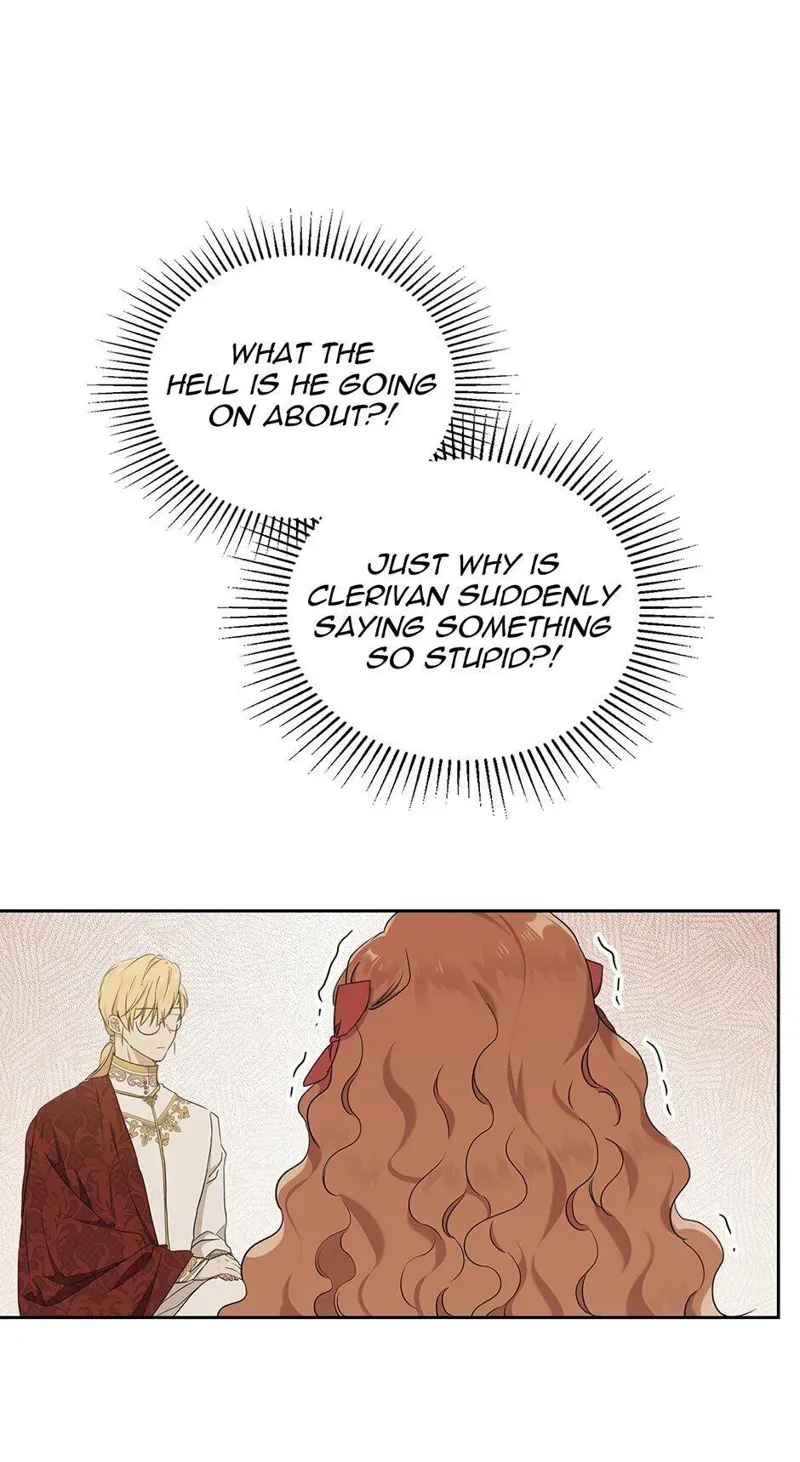 WHAT THE
HELL IS HE GOING
ON ABOUT?!
JUST WHY IS
CLERIVAN SUDDENLY
SAYING SOMETHING
SO STUPID?!